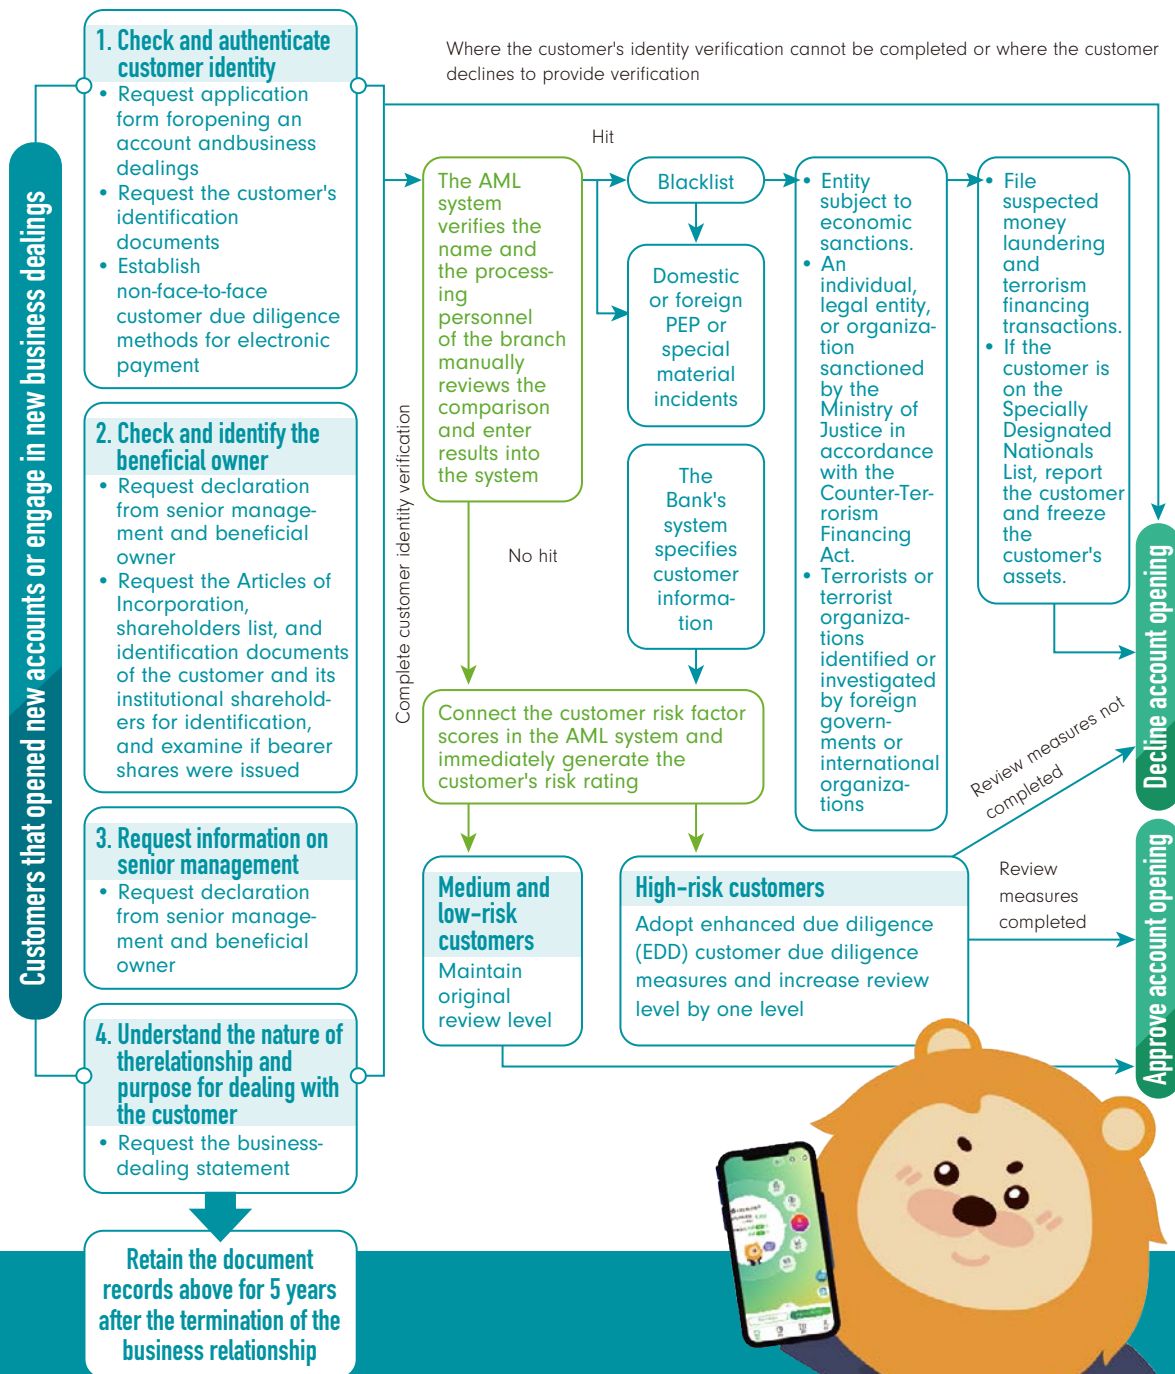 Customers that opened new accounts or engage in new business dealings
1. Check and authenticate
customer identity
• Request application
form foropening an
account andbusiness
dealings
• Request the customer's
identification
documents
• Establish
non-face-to-face
customer due diligence
methods for electronic
payment
2. Check and identify the
beneficial owner
• Request declaration
from senior manage-
ment and beneficial
owner
• Request the Articles of
Incorporation,
shareholders list, and
identification documents
of the customer and its
institutional sharehold-
ers for identification,
and examine if bearer
shares were issued
3. Request information on
senior management
• Request declaration
from senior manage-
ment and beneficial
owner
4. Understand the nature of
therelationship and
purpose for dealing with
the customer
• Request the business-
dealing statement
Retain the document
records above for 5 years
after the termination of the
business relationship
Where the customer's identity verification cannot be completed or where the customer
declines to provide verification
Complete customer identity verification
The AML
system
verifies the
name and
the process-
ing
personnel
of the branch
manually
reviews the
comparison
and enter
results into
the system
Hit
No hit
Blacklist
Domestic
or foreign
PEP or
special
material
incidents
The
Bank's
system
specifies
customer
informa-
tion
• Entity
subject to
economic
sanctions.
• An
individual,
legal entity,
or organiza-
tion
sanctioned
by the
Ministry of
Justice in
accordance
with the
Counter-Ter-
rorism
Financing
Act.
• Terrorists or
terrorist
organiza-
tions
identified or
investigated
by foreign
govern-
ments or
international
organiza-
tions
• File
suspected
money
laundering
and
terrorism
financing
transactions.
• If the
customer is
on the
Specially
Designated
Nationals
List, report
the customer
and freeze
the
customer's
assets.
Connect the customer risk factor
scores in the AML system and
immediately generate the
customer's risk rating
Medium and
low-risk
customers
Maintain
original
review level
High-risk customers
Adopt enhanced due diligence
(EDD) customer due diligence
measures and increase review
level by one level
Review measures not
completed
Review
measures
completed
Decline account opening
Approve account opening